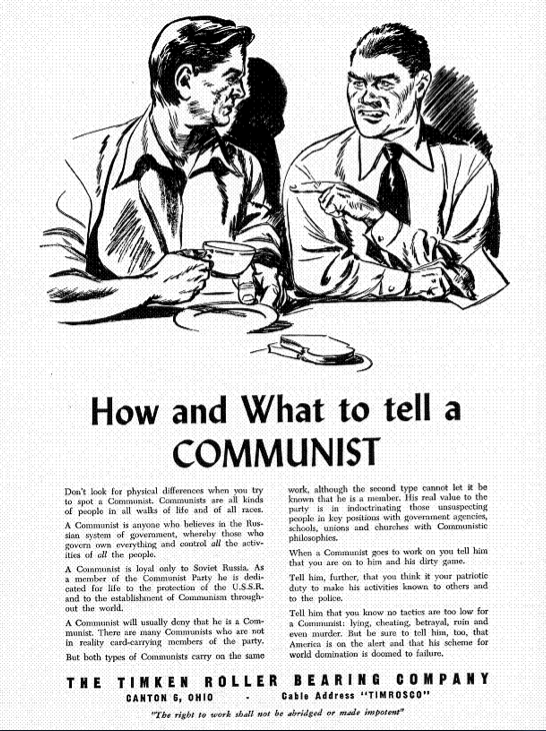 How and What to tell a
COMMUNIST
Don't look for physical differences when you try
to spot a Communist. Communists are all kinds
of people in all walks of life and of all races.
A Communist is anyone who believes in the Rus-
sian system of government, whereby those who
govern own everything and control all the activ-
ities of all the people.
A Communist is loyal only to Soviet Russia. As
a member of the Communist Party he is dedi-
cated for life to the protection of the U.S.S.R.
and to the establishment of Communism through-
out the world.
A Communist will usually deny that he is a Com-
munist. There are many Communists who are not
in reality card-carrying members of the party.
But both types of Communists carry on the same
work, although the second type cannot let it be
known that he is a member. His real value to the
party is in indoctrinating those unsuspecting
people in key positions with government agencies,
schools, unions and churches with Communistic
philosophies.
When a Communist goes to work on you tell him
that you are on to him and his dirty game.
Tell him, further, that you think it your patriotic
duty to make his activities known to others and
to the police.
Tell him that you know no tactics are too low for
a Communist: lying, cheating, betrayal, ruin and
even murder. But be sure to tell him, too, that
America is on the alert and that his scheme for
world domination is doomed to failure.
THE TIMKEN ROLLER BEARING COMPANY
CANTON 6, OHIO - Cable Address "TIMROSCO"
"The right to work shall not be abridged or made impotent"